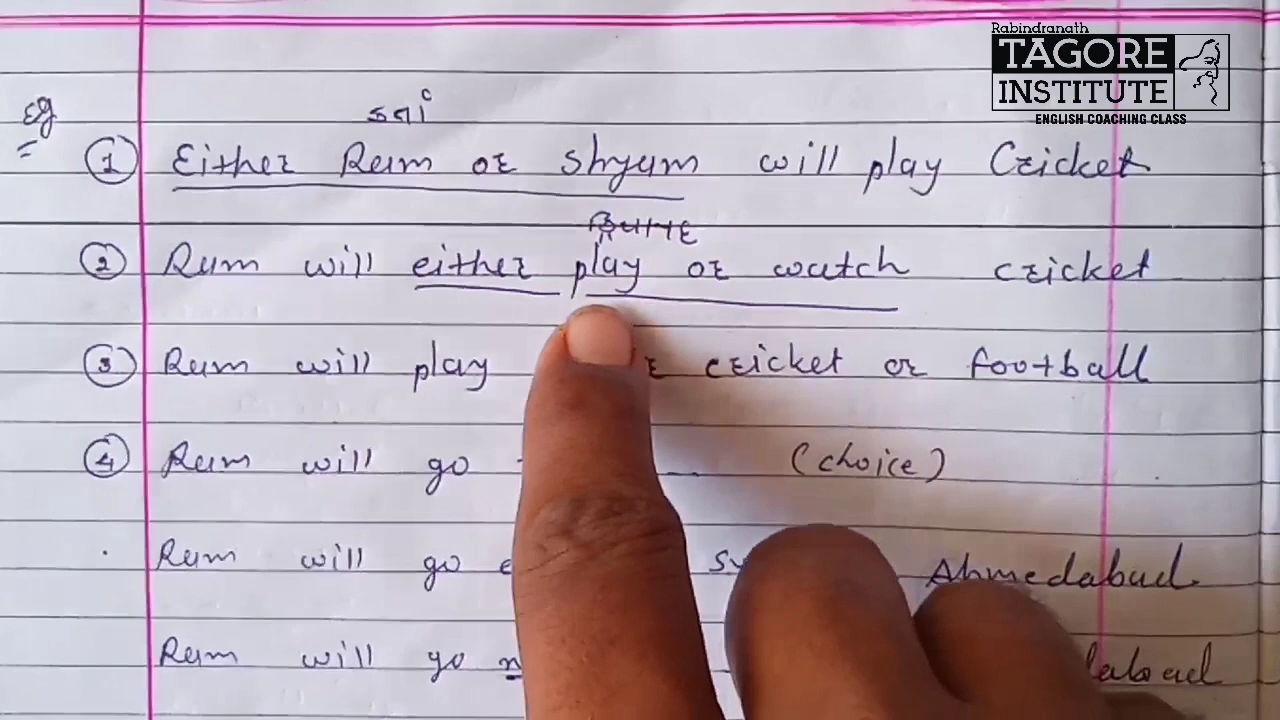 Rabindranath
TAGORE
INSTITUTE
ENGLISH COACHING CLASS
eg
① Either Ram or Shyam will play Cricket
② Ram will either play or watch cricket
③ Ram will play cricket or football
④ Ram will go (choice)
Ram will go Ahmedabad
Ram will go